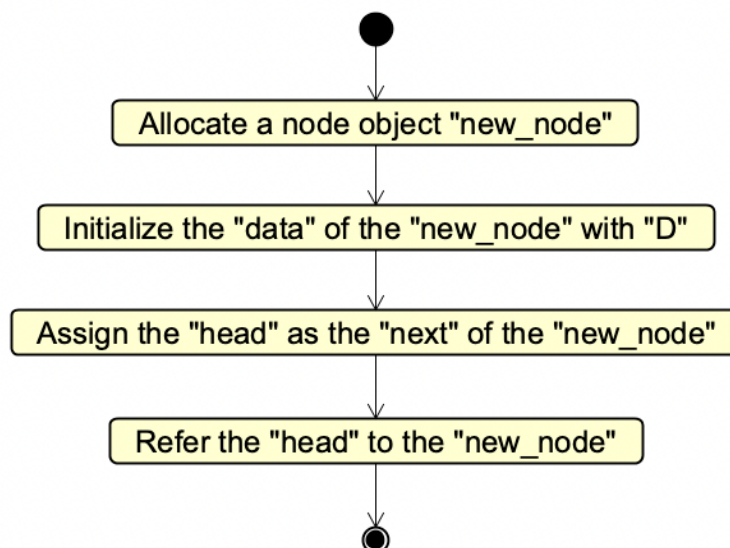 Allocate a node object "new_node"
Initialize the "data" of the "new_node" with "D"
Assign the "head" as the "next" of the "new_node"
Refer the "head" to the "new_node"